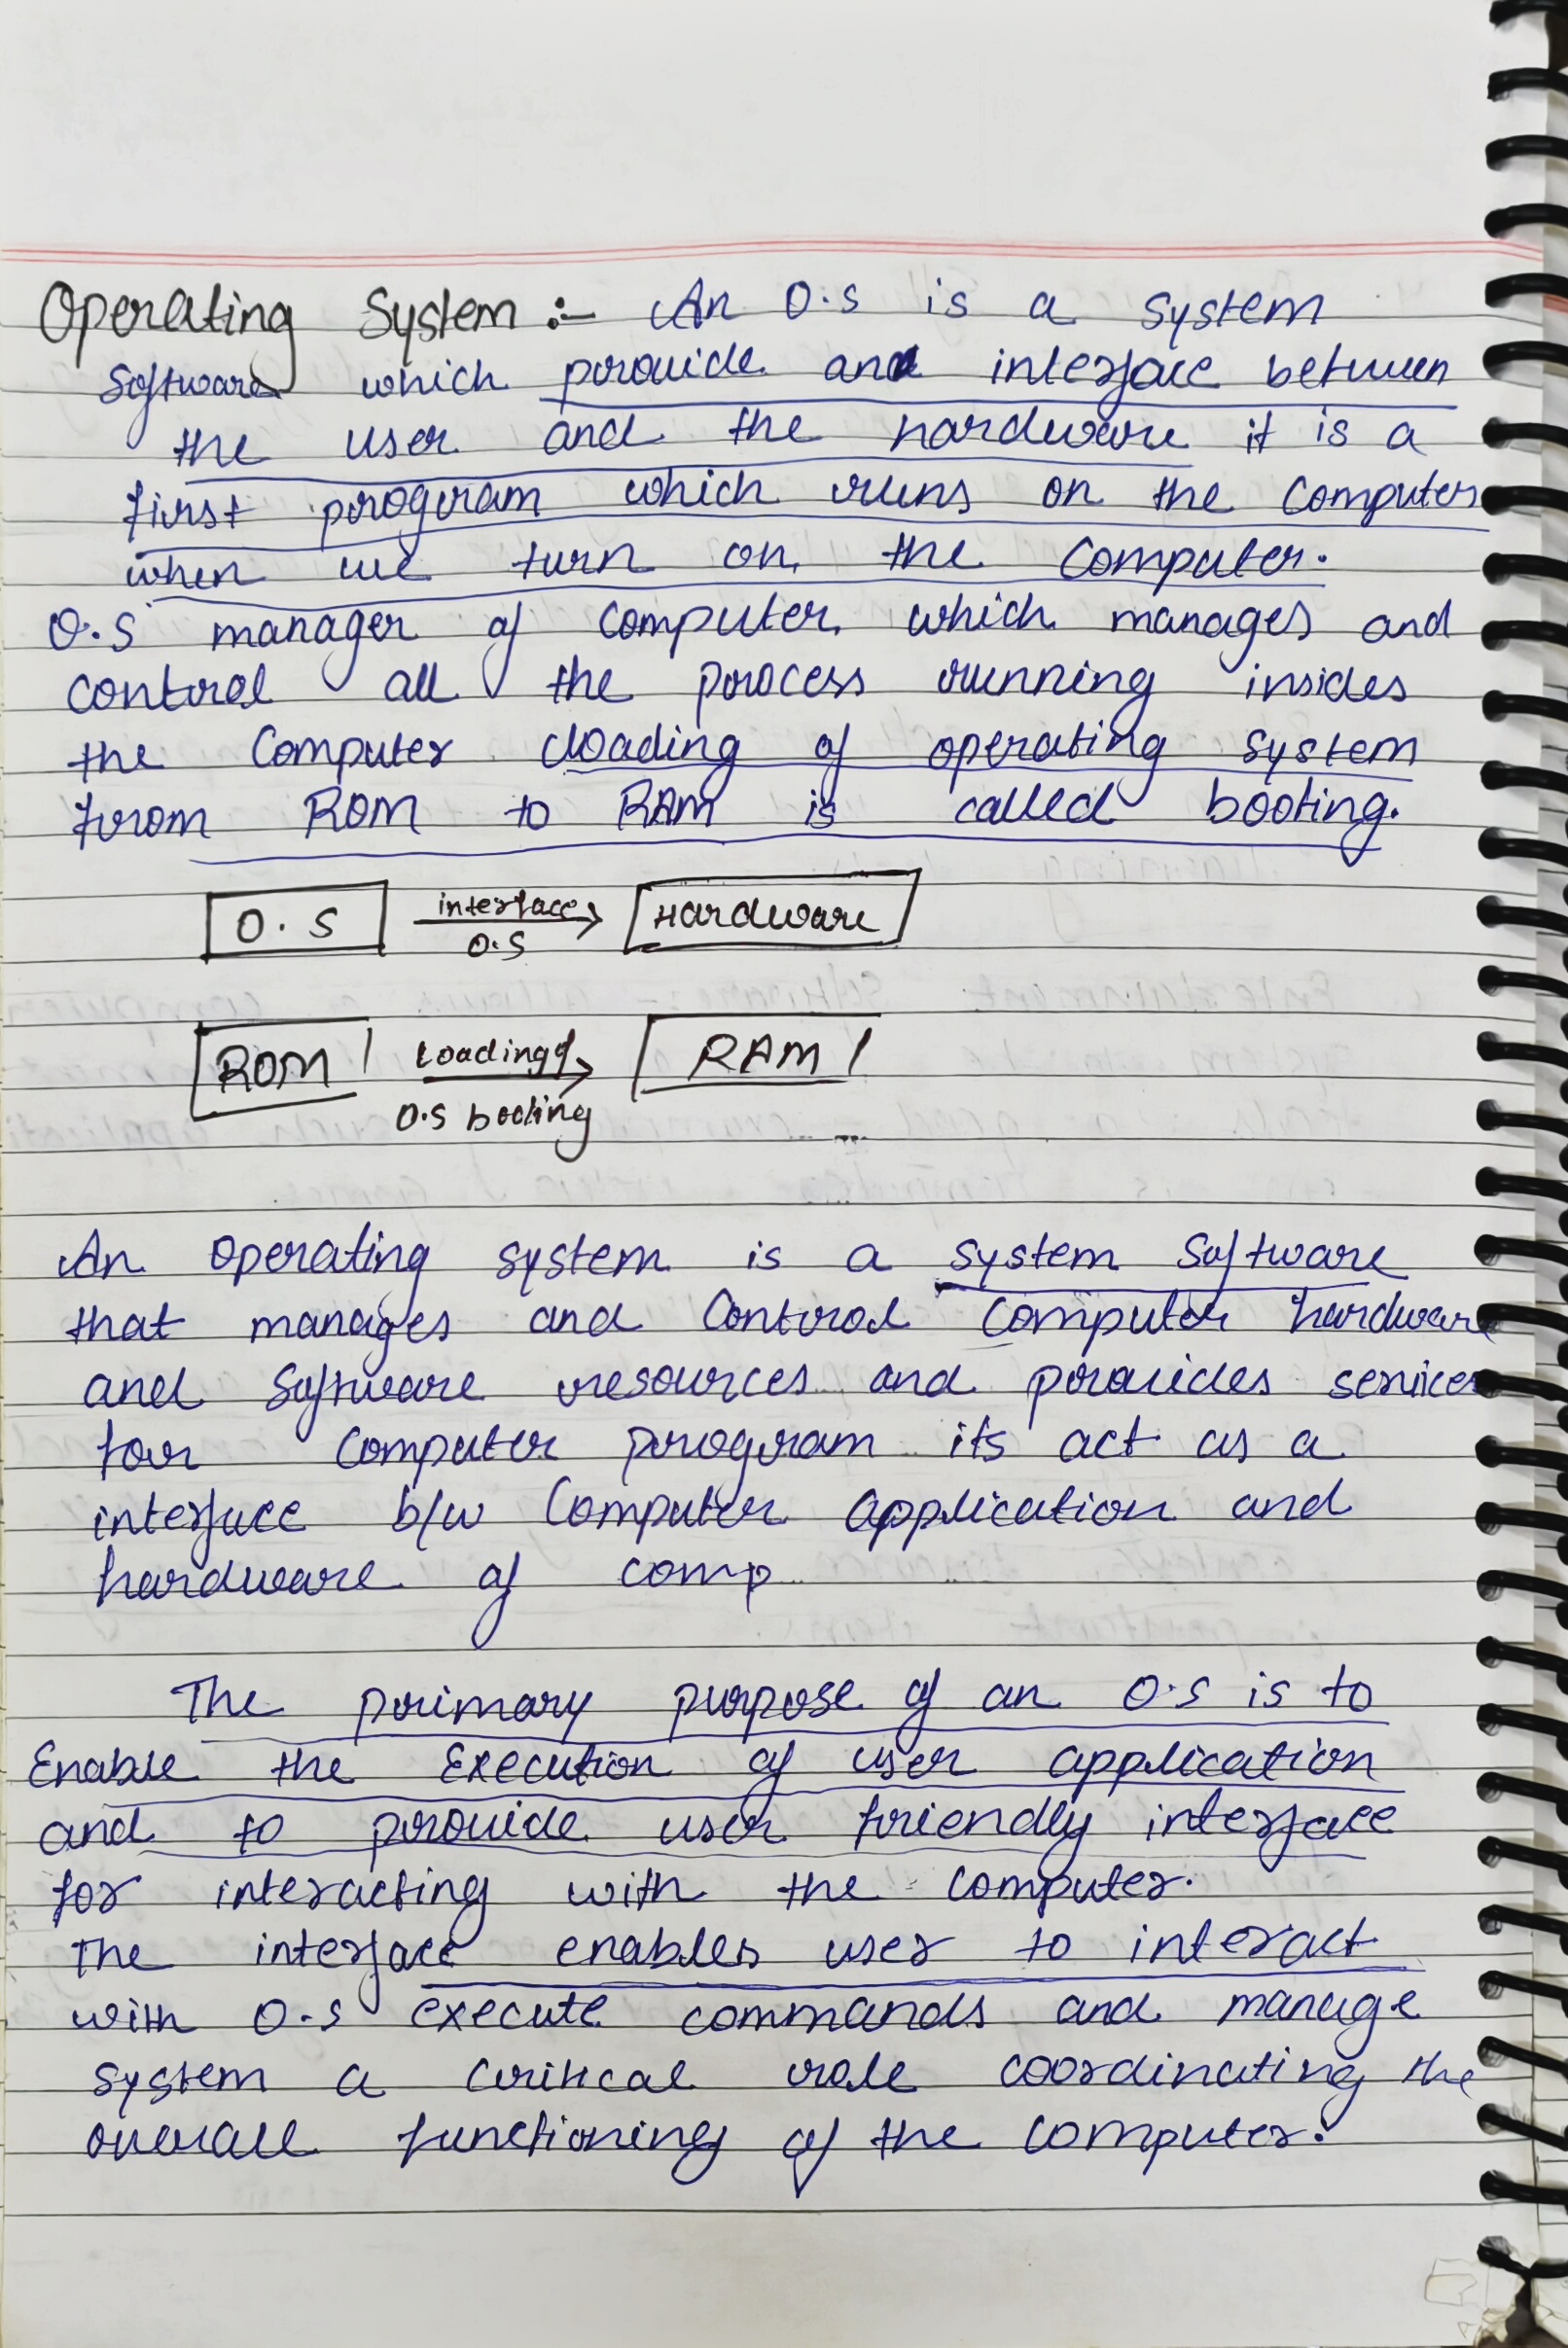 Operating System :- An O.S is a system
Software which provide and interface between
the user and the hardware it is a
first program which runs on the Computer
when we turn on the Computer.
O.S manager of computer which manages and
control all the process running insides
the Computer loading of operating system
from ROM to RAM is called booting.
O.S interface O.S Hardware
ROM Loading of O.S booting RAM
An Operating system is a system software
that manages and Control Computer hardware
and Software resources and provides services
for Computer program its act as a
interface b/w Computer application and
hardware of comp
The primary purpose of an O.S is to
Enable the Execution of user application
and to provide user friendly interface
for interacting with the computer.
The interface enables user to interact
with O.S execute commands and manage
system a critical role coordinating the
overall functioning of the computer.